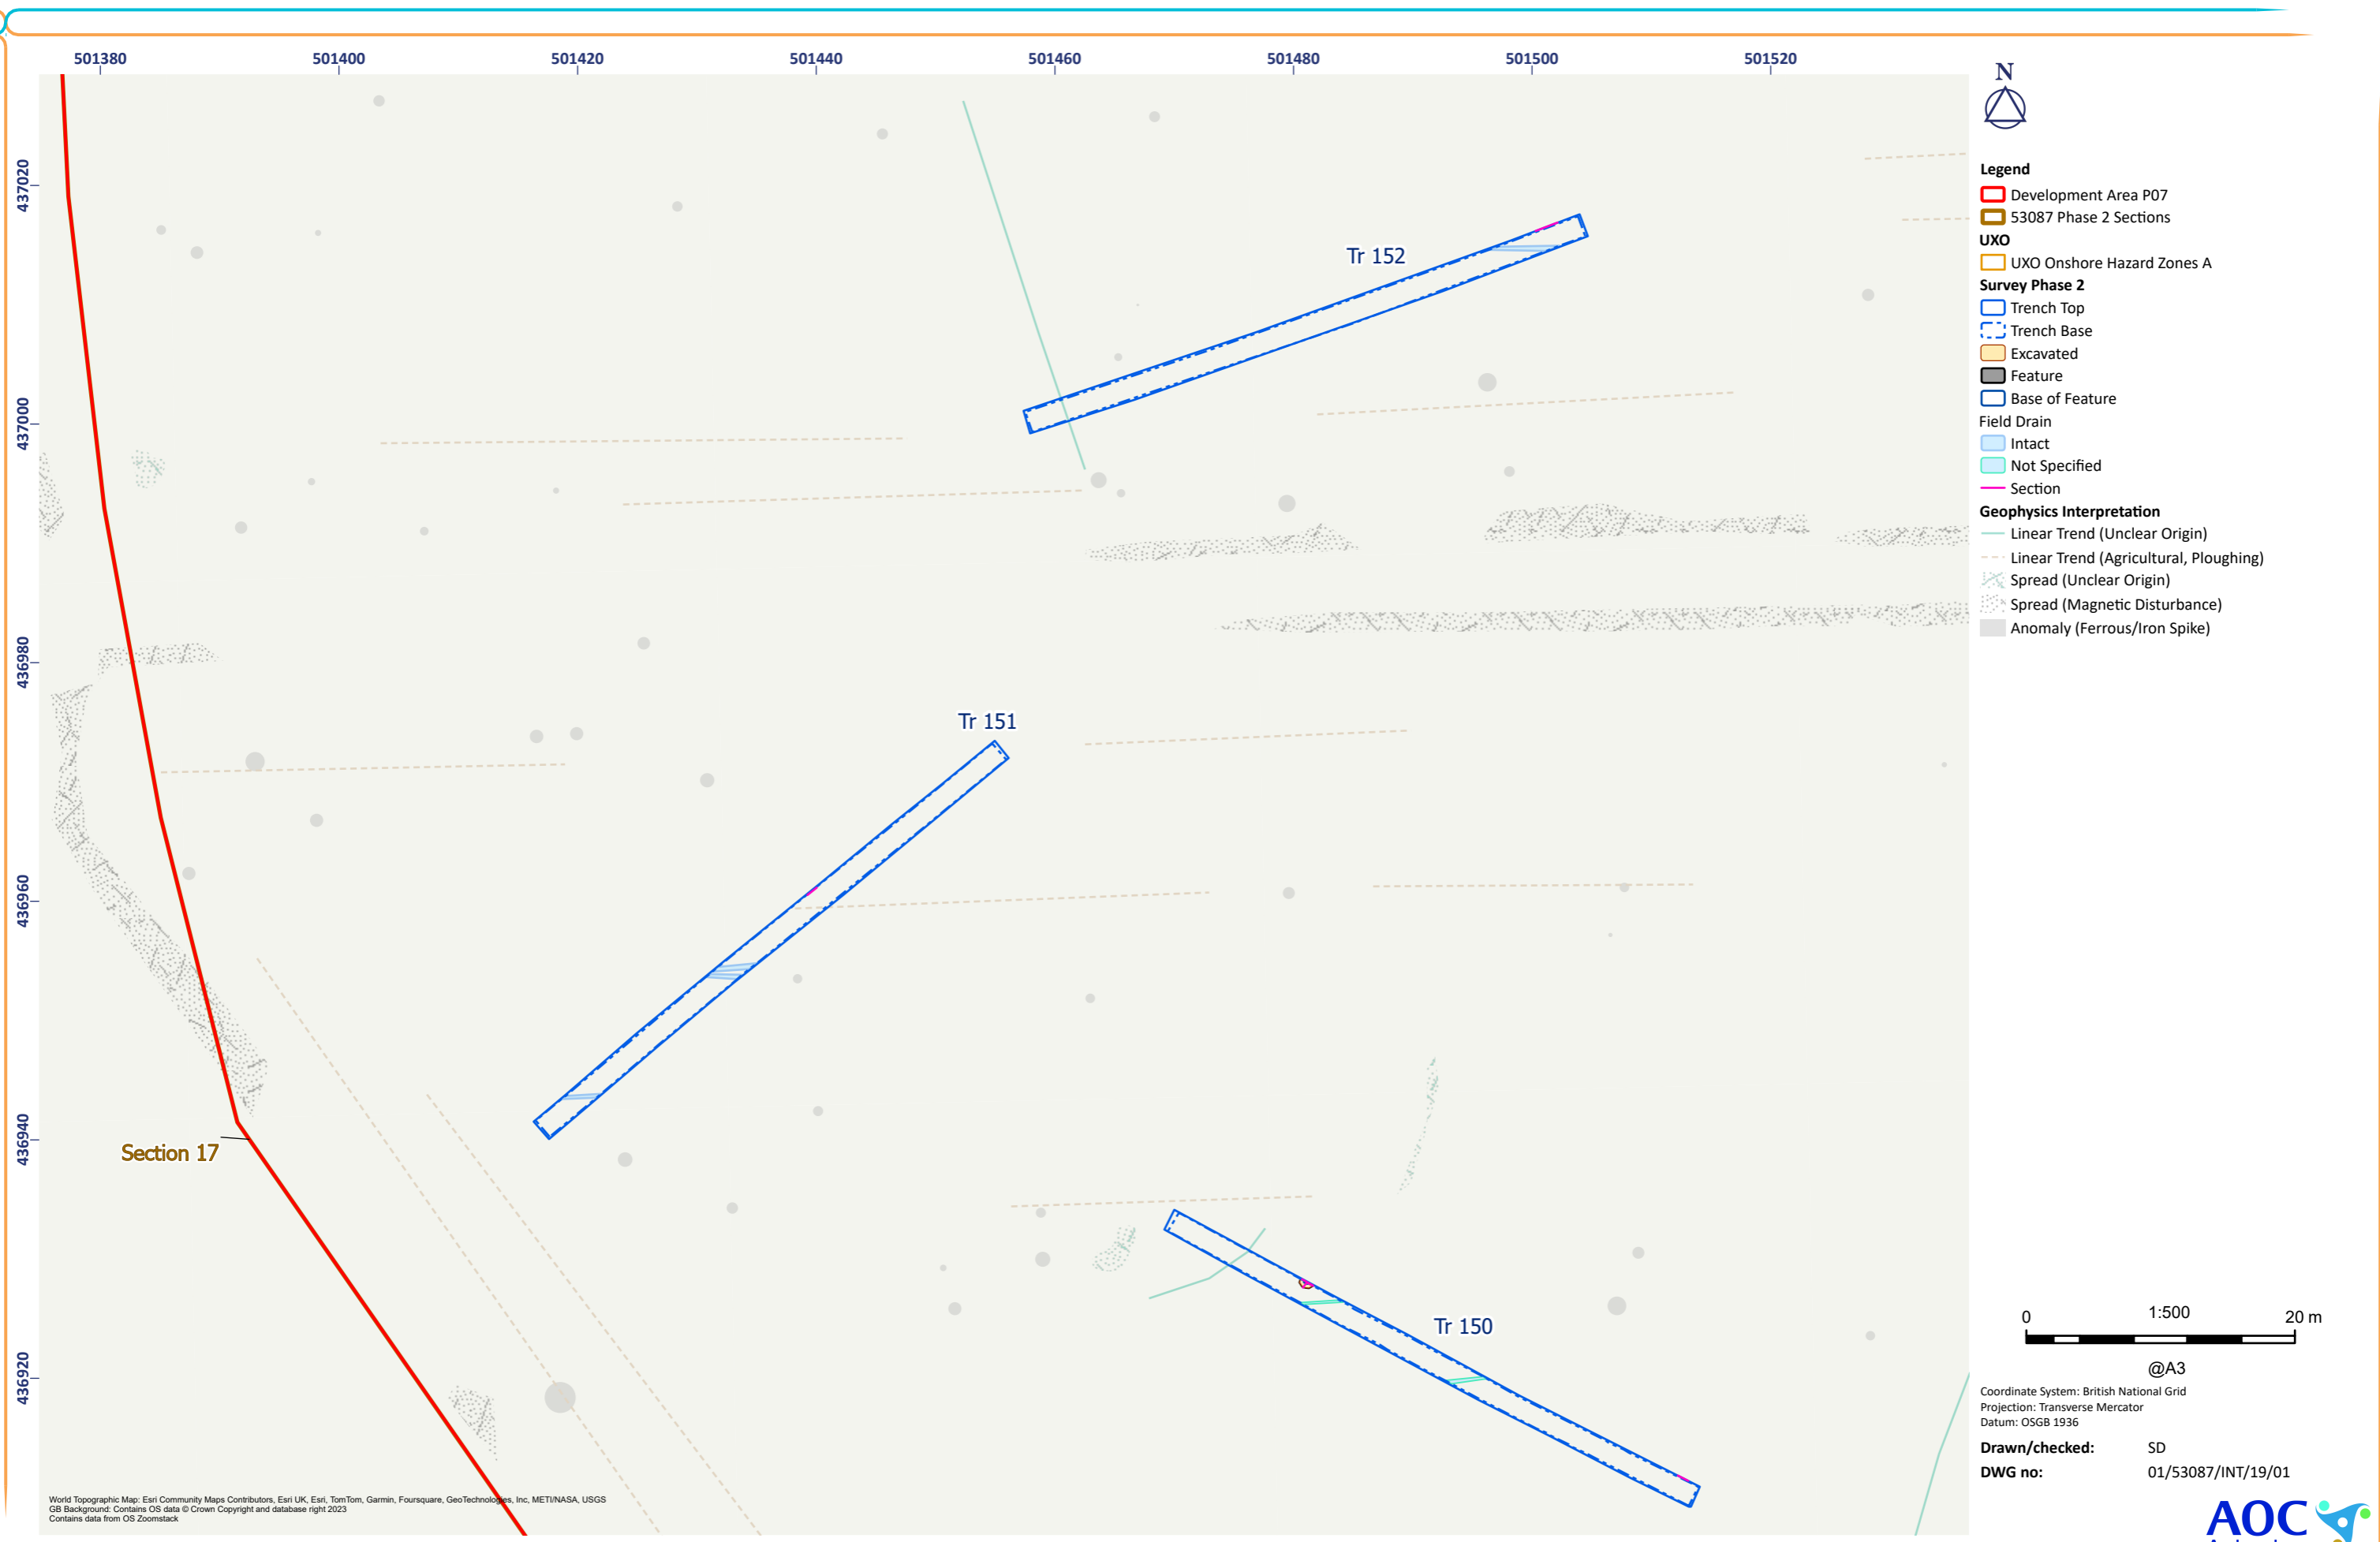 501380 501400 501420 501440 501460 501480 501500 501520
437020
437000
436980
436960
436940
436920
Tr 152
Tr 151
Section 17
Tr 150
World Topographic Map: Esri Community Maps Contributors, Esri UK, Esri, TomTom, Garmin, Foursquare, GeoTechnologies, Inc, METI/NASA, USGS
GB Background: Contains OS data © Crown Copyright and database right 2023
Contains data from OS Zoomstack
N
Legend
Development Area P07
53087 Phase 2 Sections
UXO
UXO Onshore Hazard Zones A
Survey Phase 2
Trench Top
Trench Base
Excavated
Feature
Base of Feature
Field Drain
Intact
Not Specified
Section
Geophysics Interpretation
Linear Trend (Unclear Origin)
Linear Trend (Agricultural, Ploughing)
Spread (Unclear Origin)
Spread (Magnetic Disturbance)
Anomaly (Ferrous/Iron Spike)
0 1:500 20 m
@A3
Coordinate System: British National Grid
Projection: Transverse Mercator
Datum: OSGB 1936
Drawn/checked: SD
DWG no: 01/53087/INT/19/01
AOC